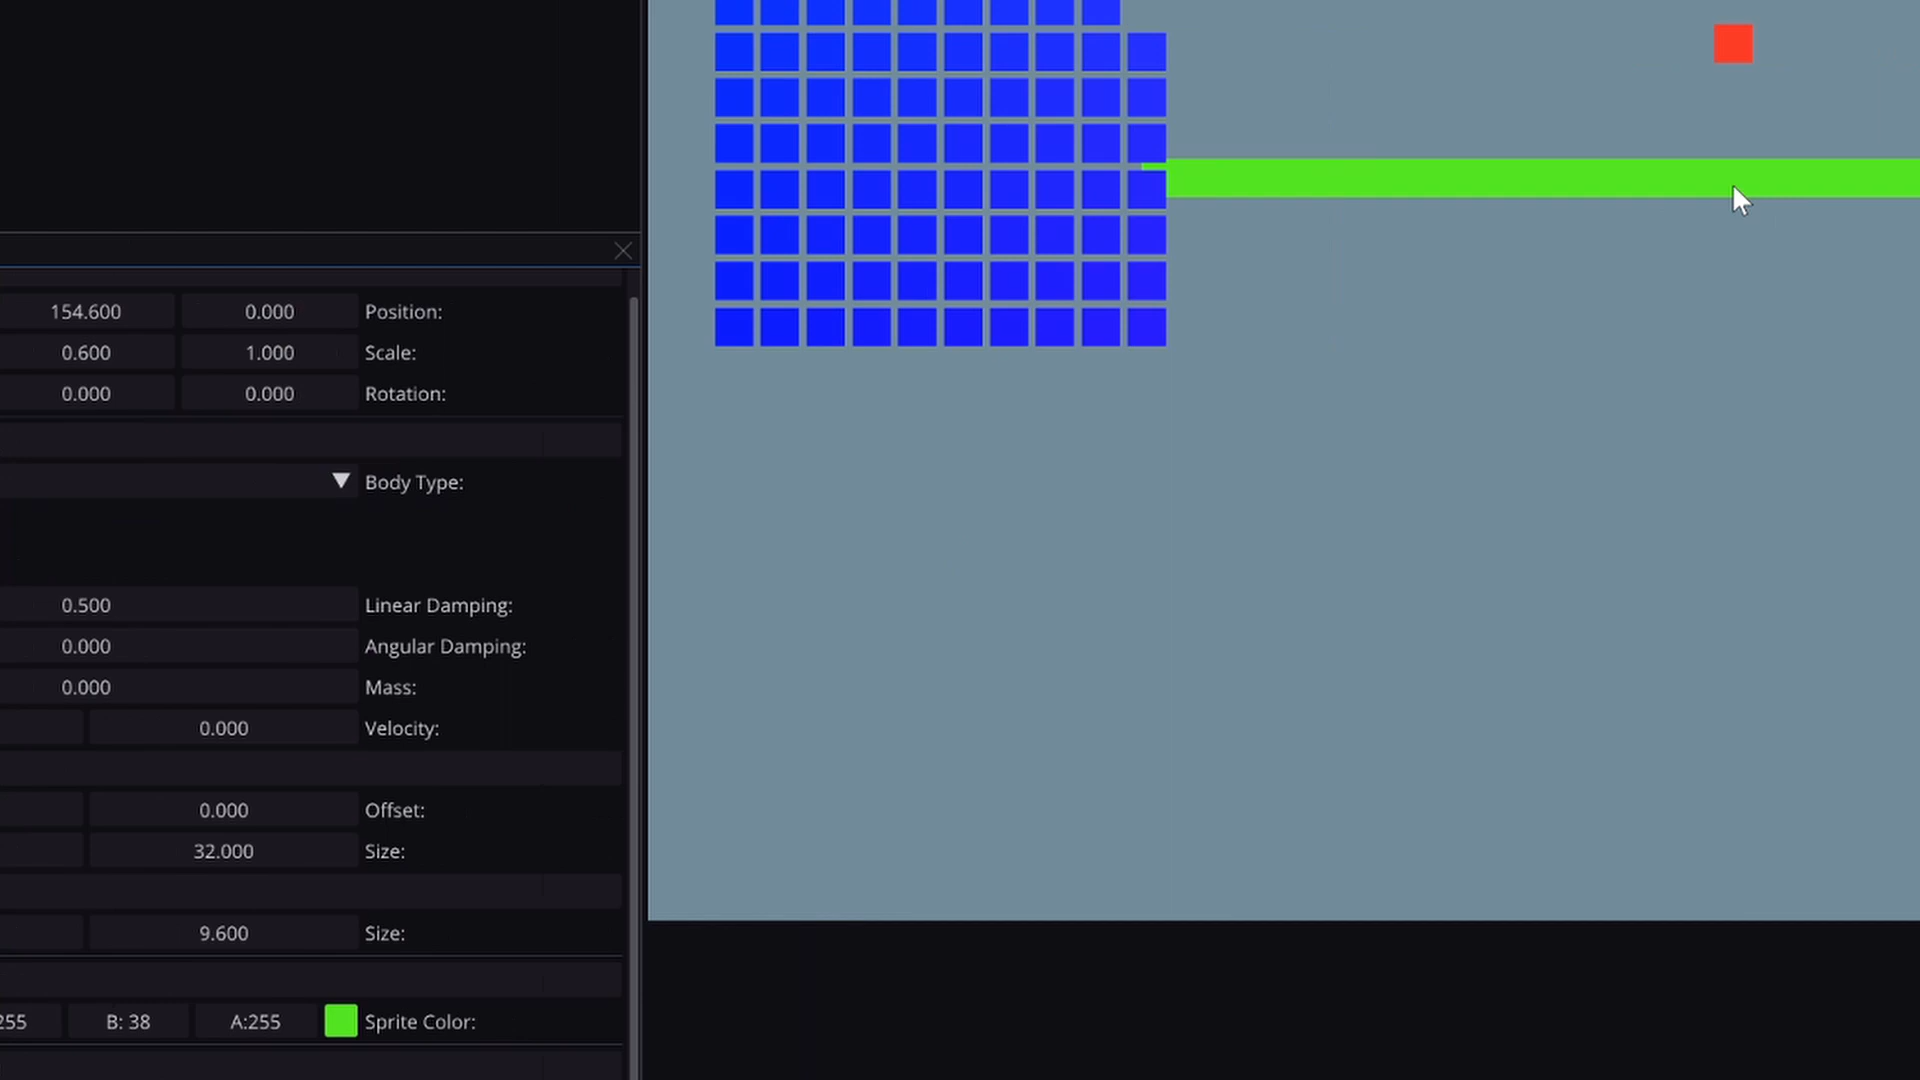 154.600 0.000 Position:
0.600 1.000 Scale:
0.000 0.000 Rotation:
Body Type:
0.500 Linear Damping:
0.000 Angular Damping:
0.000 Mass:
0.000 Velocity:
0.000 Offset:
32.000 Size:
9.600 Size:
255 B: 38 A:255 Sprite Color: